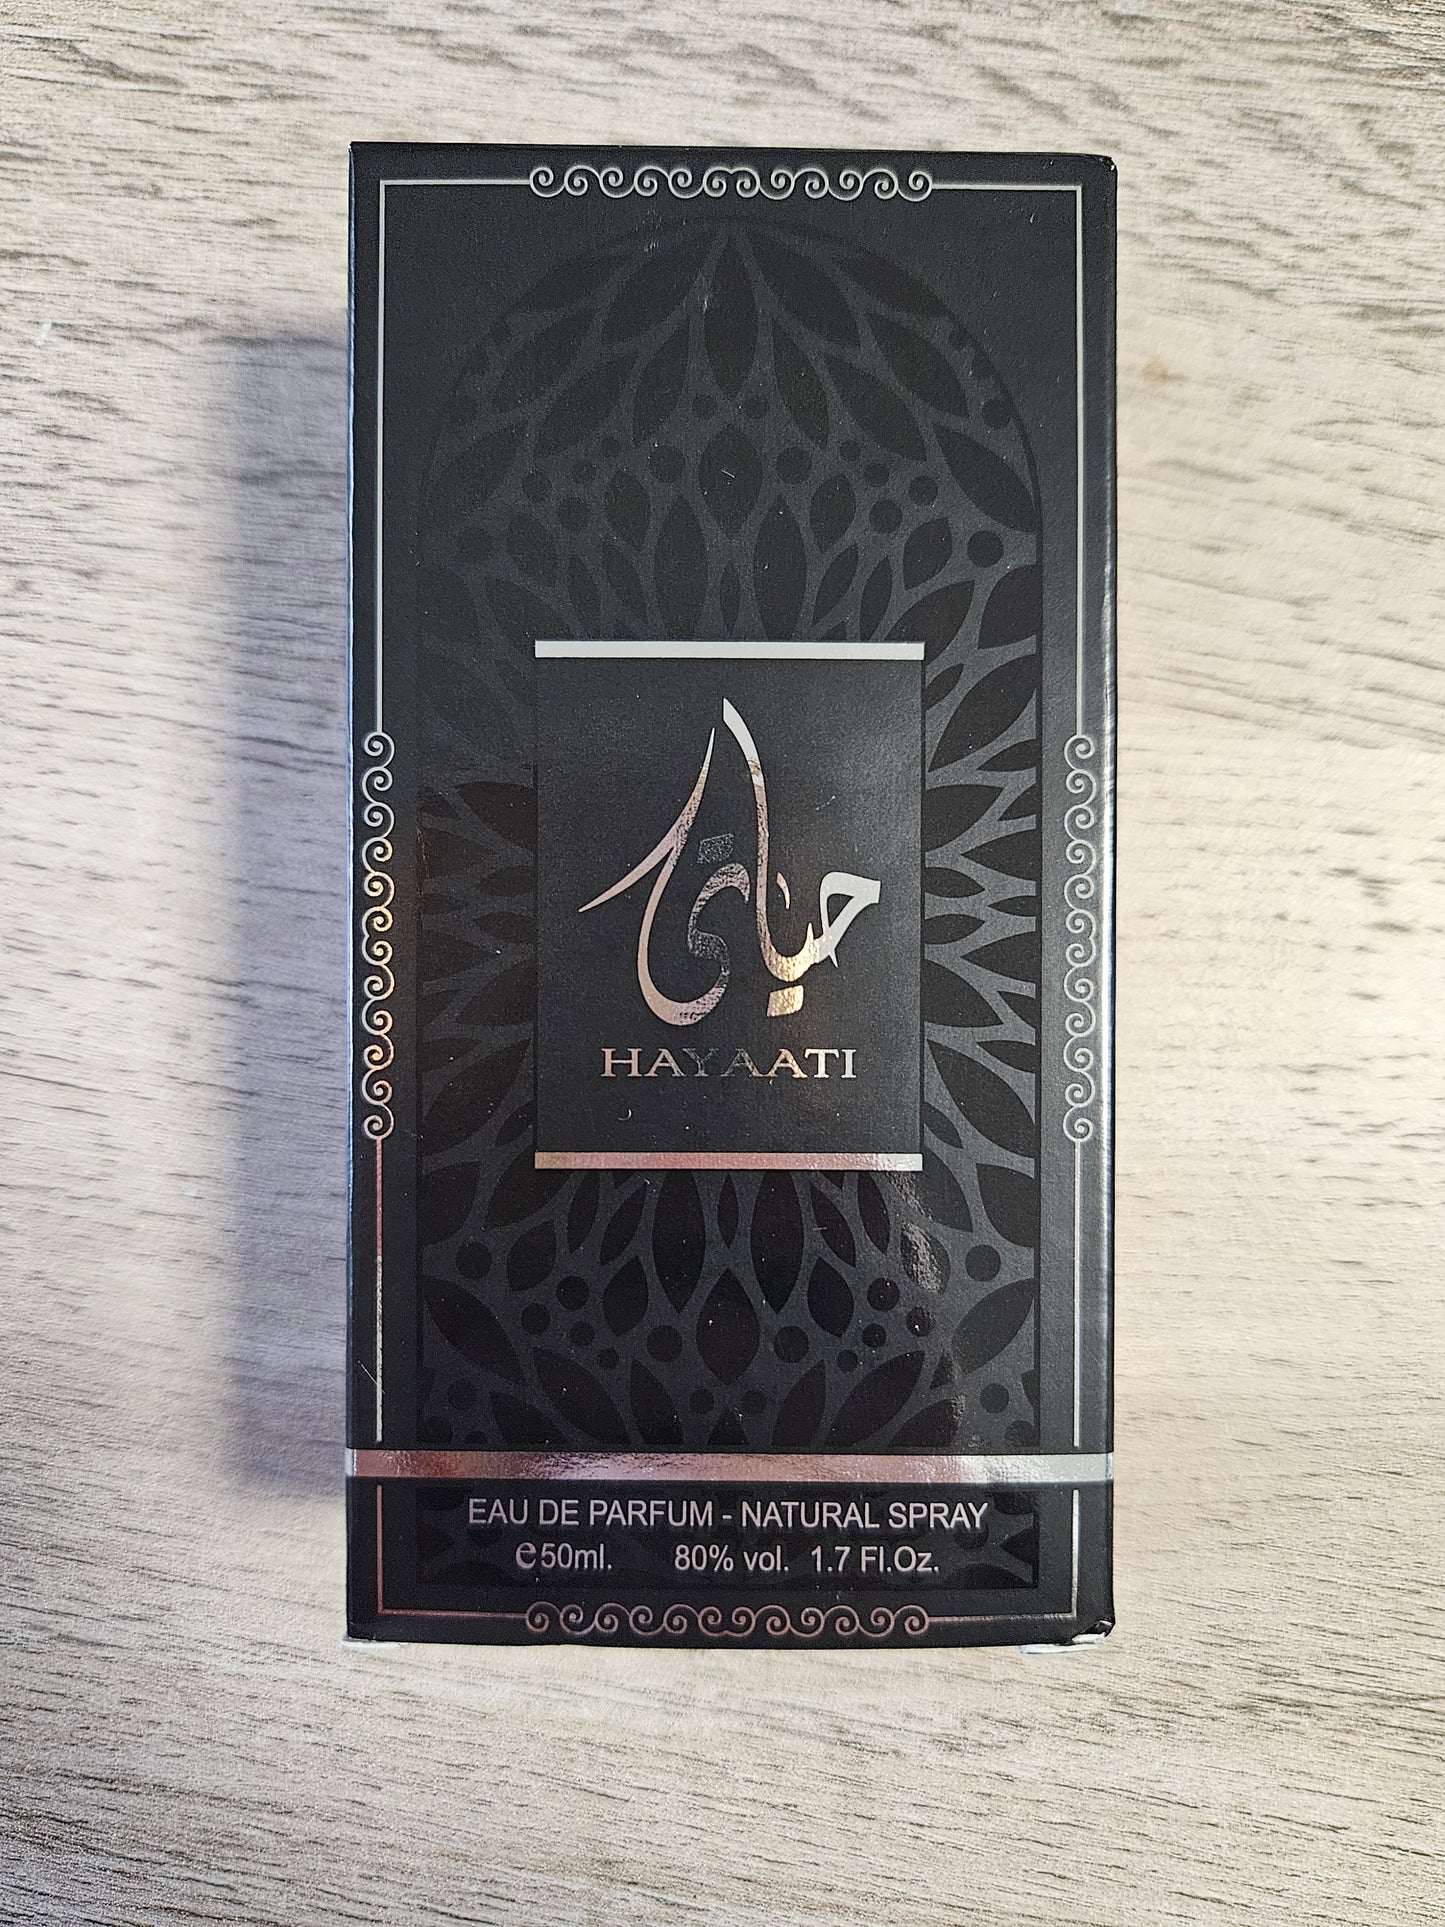 حياتي
HAYAATI
EAU DE PARFUM - NATURAL SPRAY
℮50ml. 80% vol. 1.7 Fl.Oz.